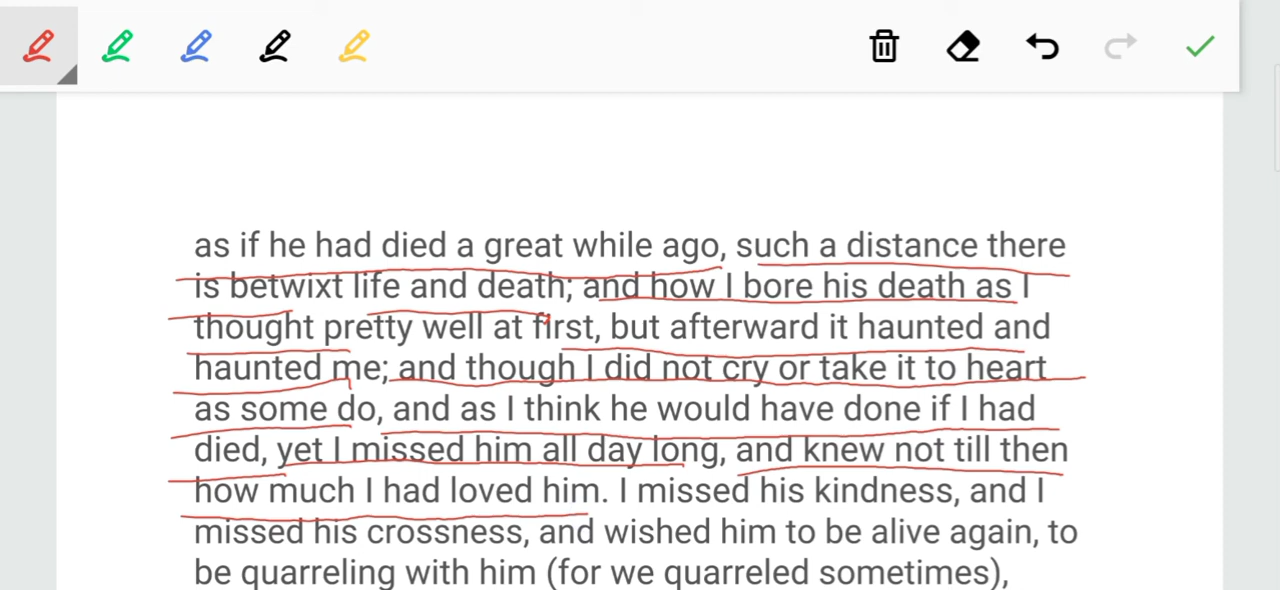 as if he had died a great while ago, such a distance there
is betwixt life and death; and how I bore his death as I
thought pretty well at first, but afterward it haunted and
haunted me; and though I did not cry or take it to heart
as some do, and as I think he would have done if I had
died, yet I missed him all day long, and knew not till then
how much I had loved him. I missed his kindness, and I
missed his crossness, and wished him to be alive again, to
be quarreling with him (for we quarreled sometimes),